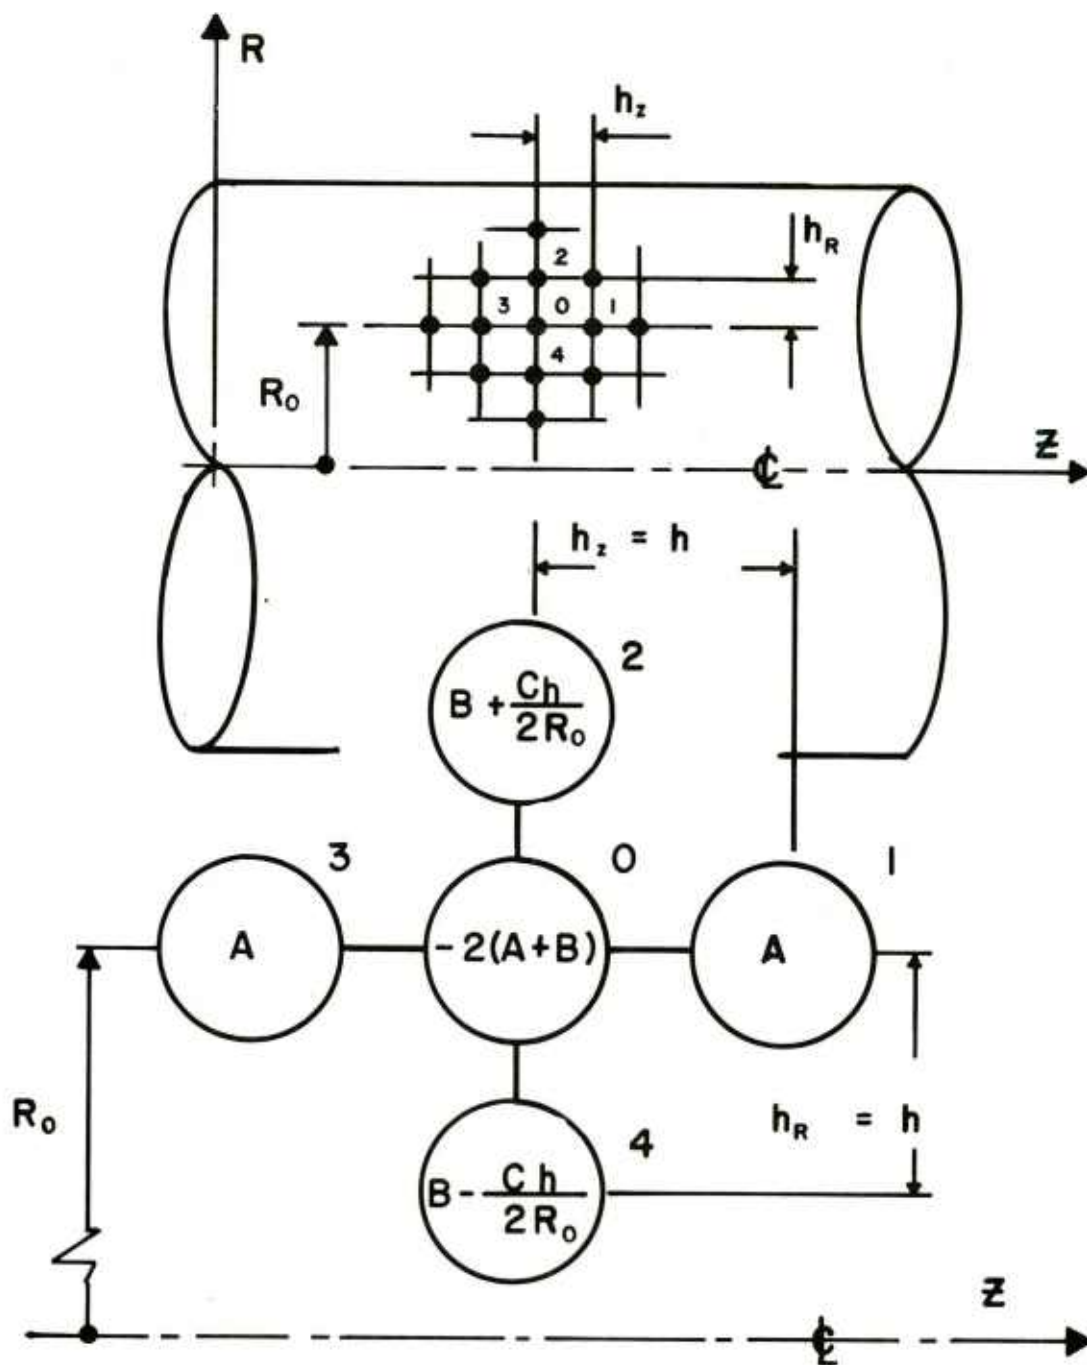 R
h_z
h_R
2
3 0 1
4
R_0
℄
Z
h_z = h
2
B + Ch/2R_0
3
0
1
A
-2(A+B)
A
R_0
4
h_R = h
B - Ch/2R_0
Z
℄